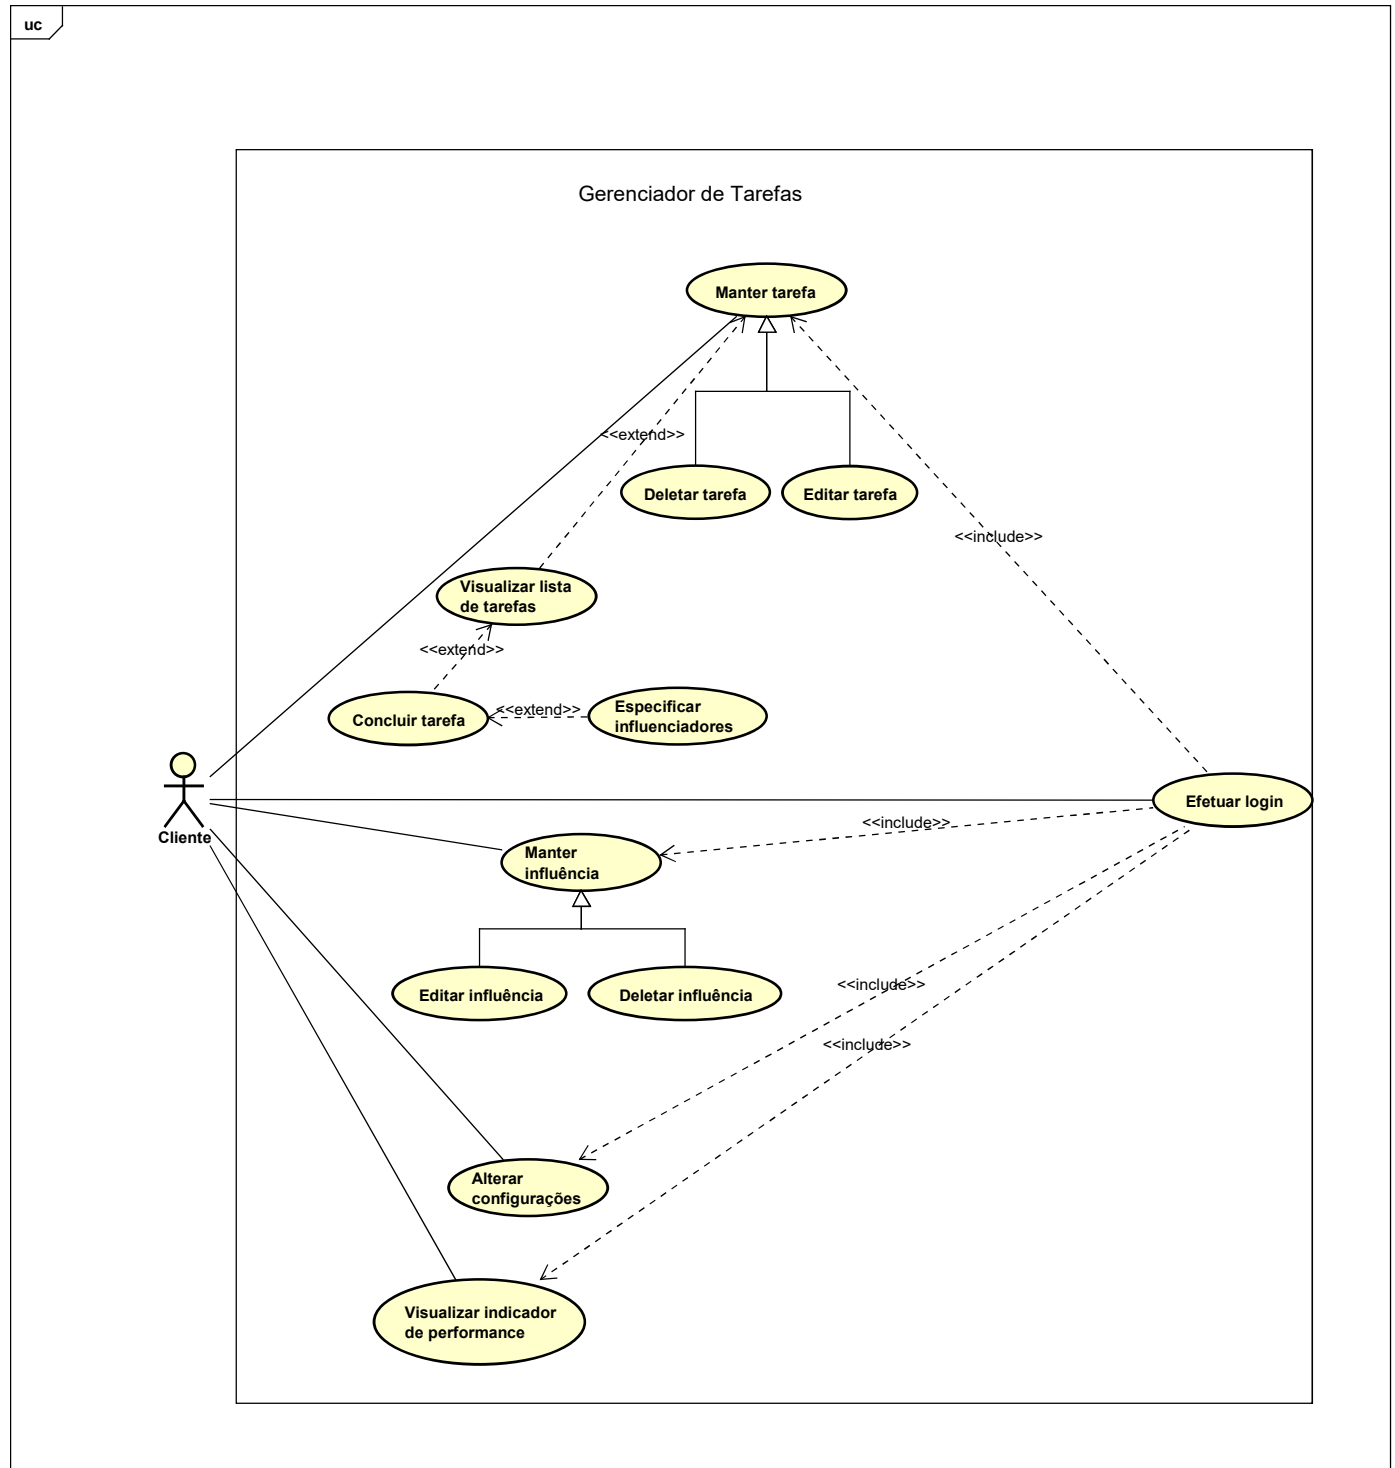 uc
Gerenciador de Tarefas
Manter tarefa
<<extend>>
Deletar tarefa
Editar tarefa
<<include>>
Visualizar lista
de tarefas
<<extend>>
Concluir tarefa
<<extend>>
Especificar
influenciadores
Efetuar login
Cliente
<<include>>
Manter
influência
Editar influência
Deletar influência
<<include>>
<<include>>
Alterar
configurações
Visualizar indicador
de performance